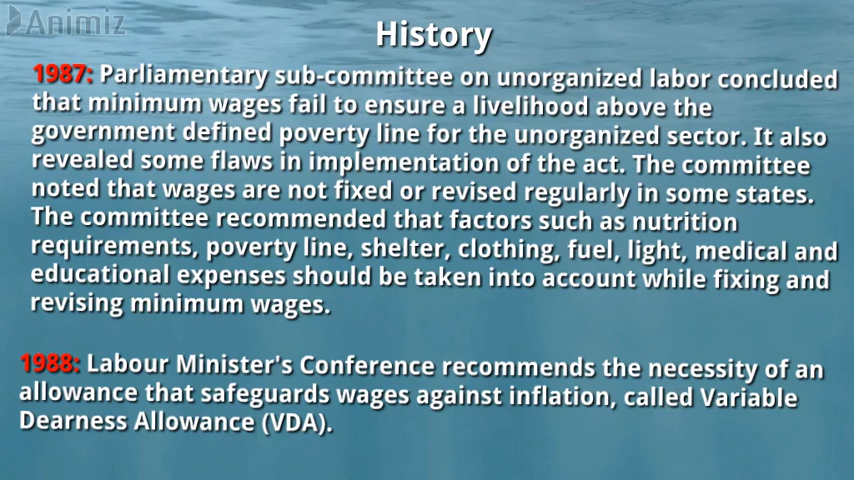 Animiz
History
1987: Parliamentary sub-committee on unorganized labor concluded
that minimum wages fail to ensure a livelihood above the
government defined poverty line for the unorganized sector. It also
revealed some flaws in implementation of the act. The committee
noted that wages are not fixed or revised regularly in some states.
The committee recommended that factors such as nutrition
requirements, poverty line, shelter, clothing, fuel, light, medical and
educational expenses should be taken into account while fixing and
revising minimum wages.
1988: Labour Minister's Conference recommends the necessity of an
allowance that safeguards wages against inflation, called Variable
Dearness Allowance (VDA).